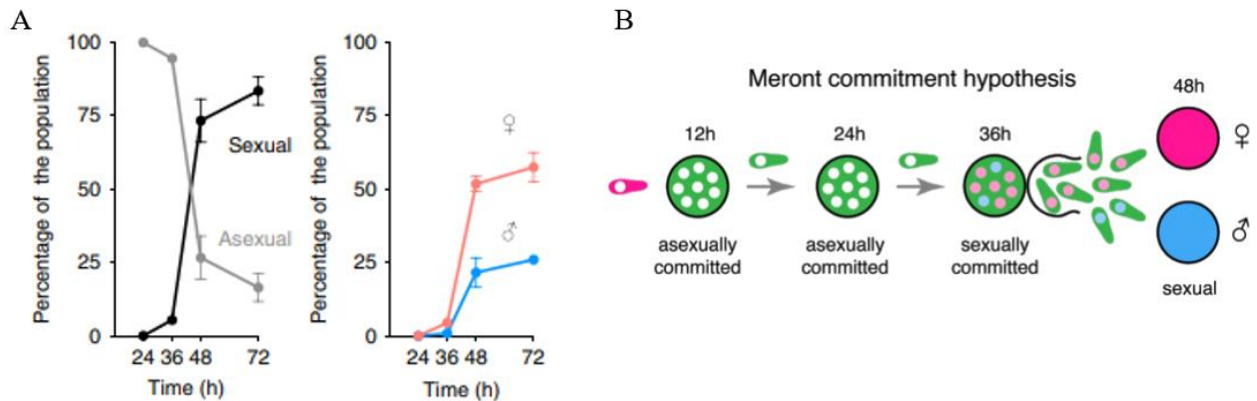 A
Percentage of the population
100
75
50
25
0
Sexual
Asexual
24 36 48 72
Time (h)
Percentage of the population
100
75
50
25
0
♀
♂
24 36 48 72
Time (h)
B
Meront commitment hypothesis
12h
24h
36h
48h
♀
♂
asexually
committed
asexually
committed
sexually
committed
sexual